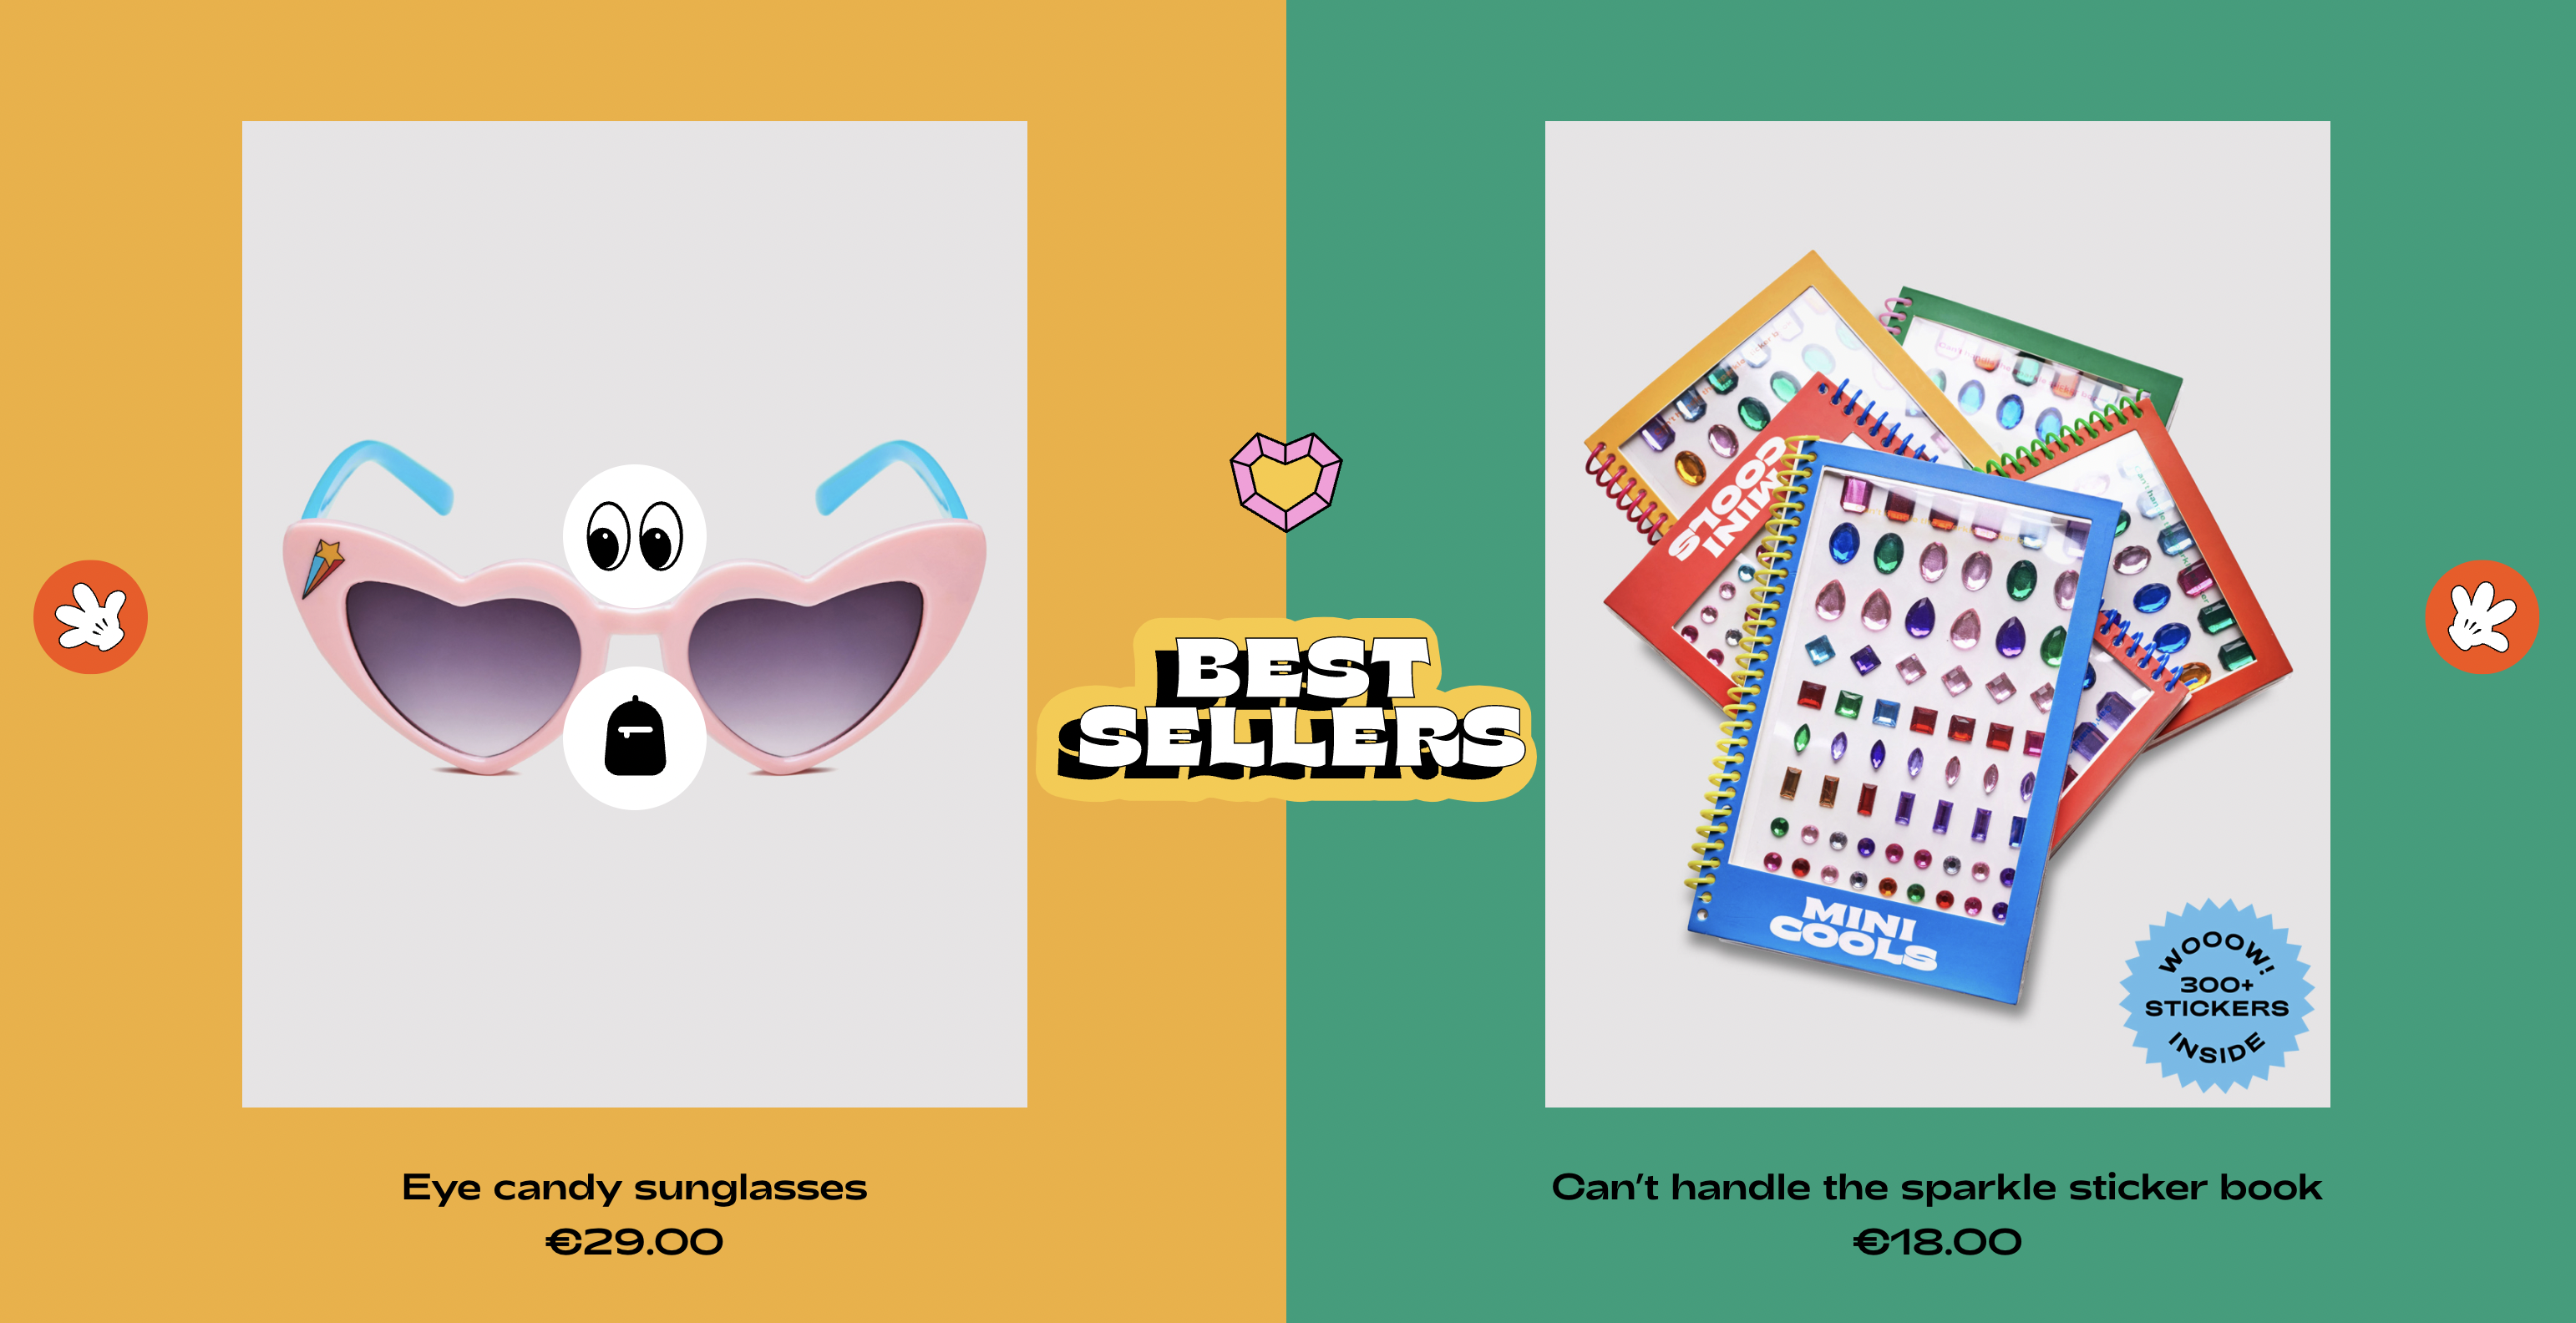 BEST
SELLERS
Eye candy sunglasses
€29.00
MINI
COOLS
MINI
COOLS
WOOOW!
300+
STICKERS
INSIDE
Can't handle the sparkle sticker book
€18.00